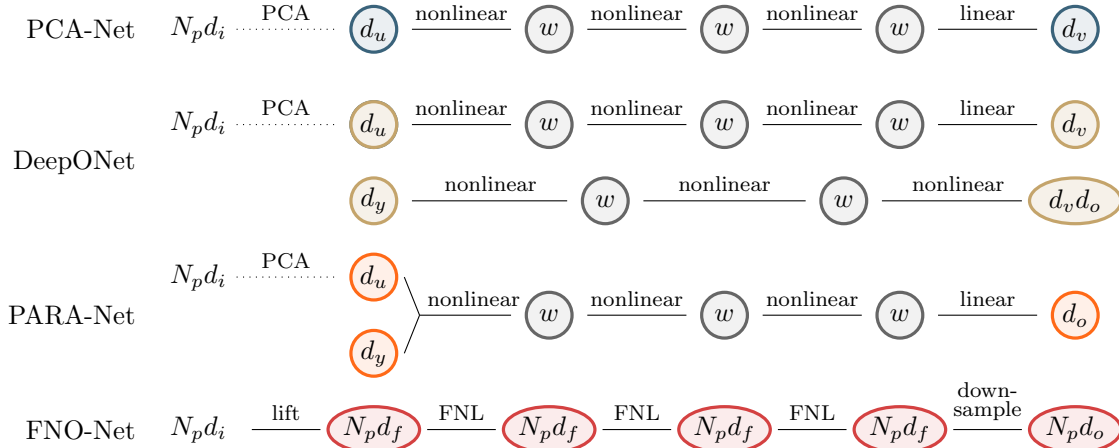 PCA-Net N_p d_i PCA d_u nonlinear w nonlinear w nonlinear w linear d_v
DeepONet
N_p d_i PCA d_u nonlinear w nonlinear w nonlinear w linear d_v
d_y nonlinear w nonlinear w nonlinear d_v d_o
PARA-Net
N_p d_i PCA d_u
nonlinear w nonlinear w nonlinear w linear d_o
d_y
FNO-Net N_p d_i lift N_p d_f FNL N_p d_f FNL N_p d_f FNL N_p d_f down-
sample N_p d_o